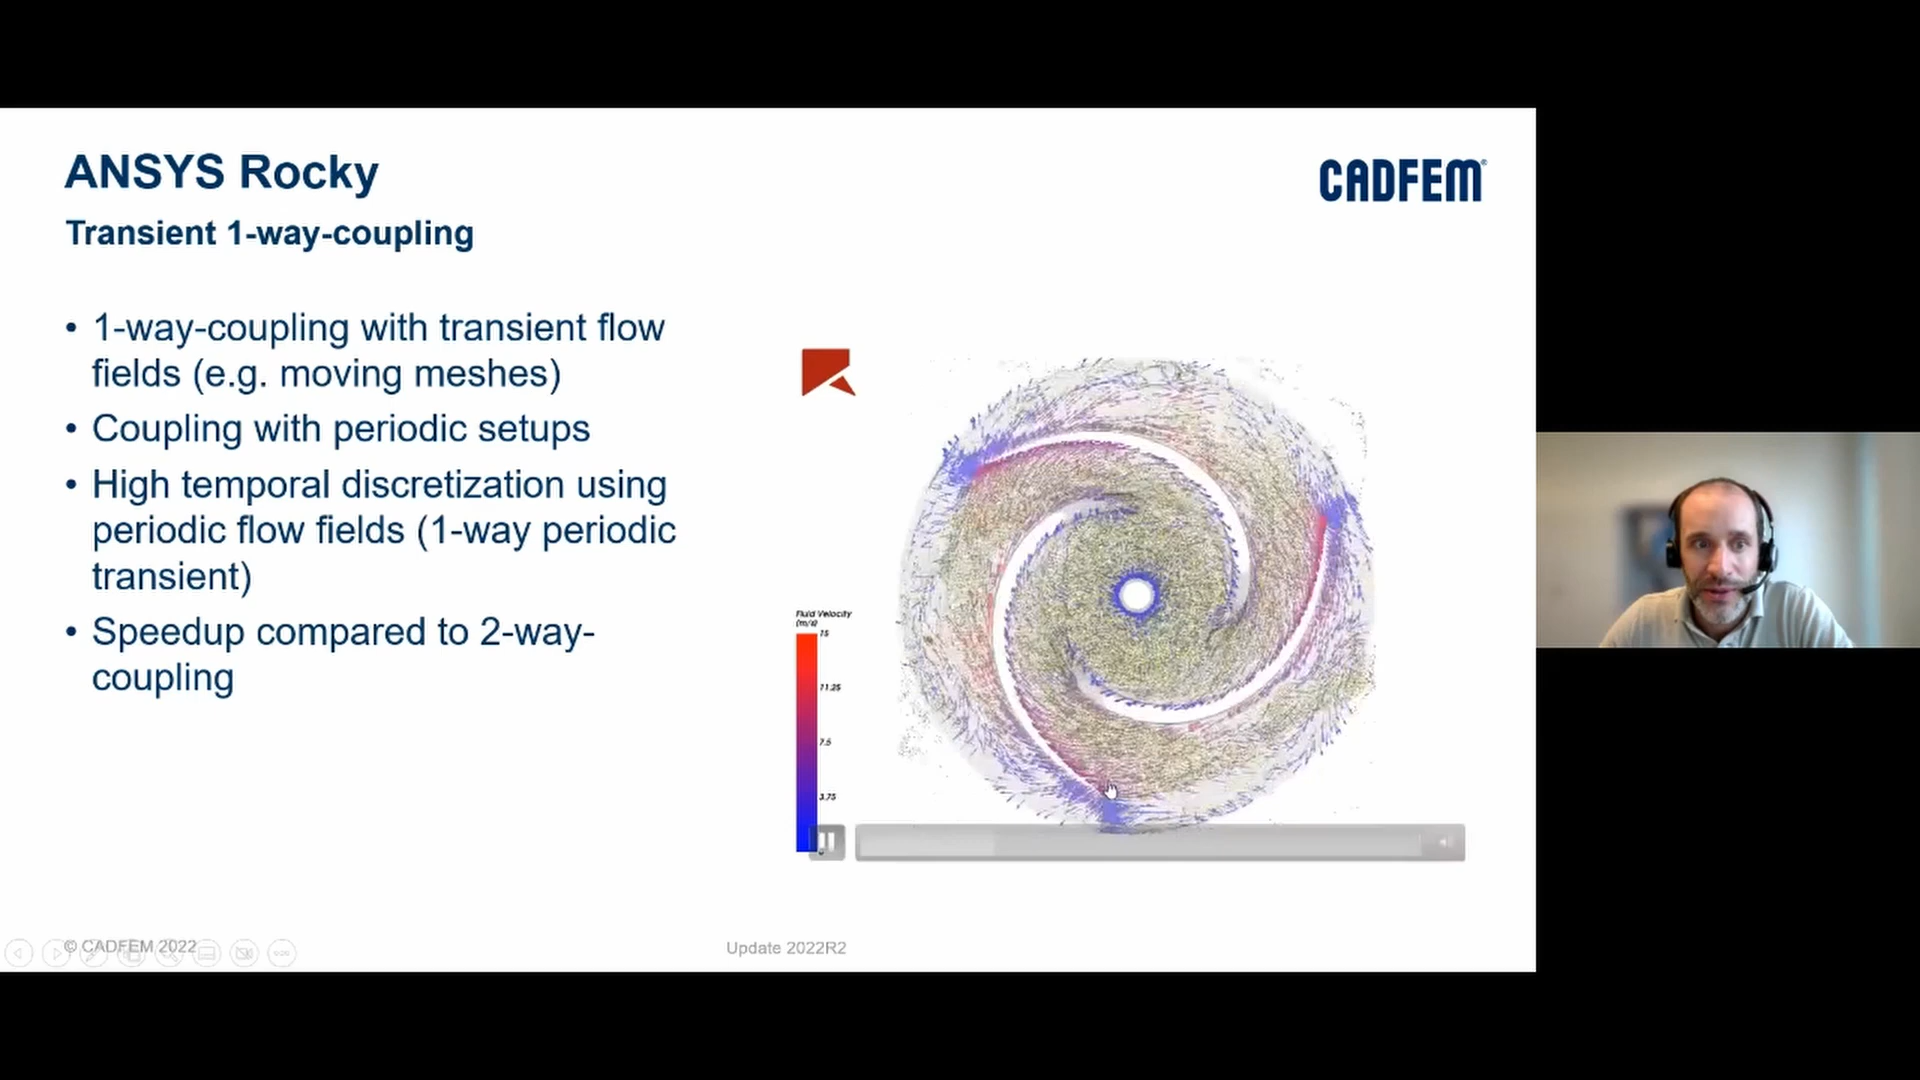 ANSYS Rocky
CADFEM®
Transient 1-way-coupling
• 1-way-coupling with transient flow
fields (e.g. moving meshes)
• Coupling with periodic setups
• High temporal discretization using
periodic flow fields (1-way periodic
transient)
• Speedup compared to 2-way-
coupling
Fluid Velocity
(m/s)
15
11.25
7.5
3.75
© CADFEM 2022
Update 2022R2